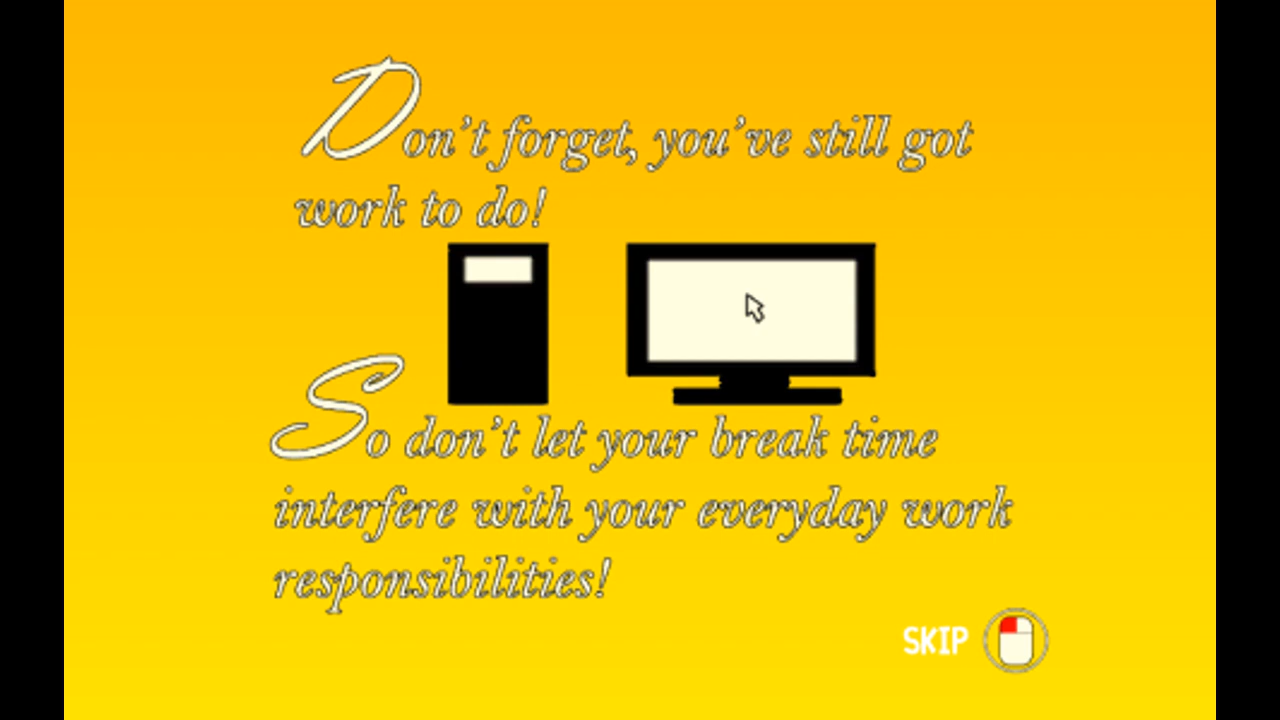 Don't forget, you've still got
work to do!
So don't let your break time
interfere with your everyday work
responsibilities!
SKIP